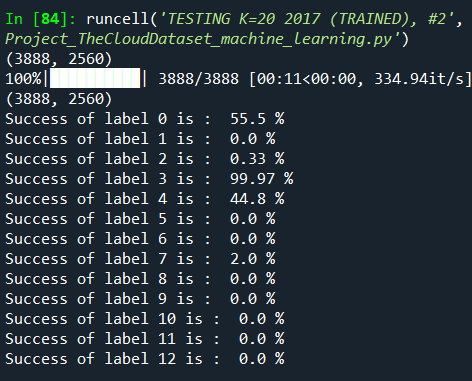 In [84]: runcell('TESTING K=20 2017 (TRAINED), #2',
Project_TheCloudDataset_machine_learning.py')
(3888, 2560)
100%|██████████| 3888/3888 [00:11<00:00, 334.94it/s]
(3888, 2560)
Success of label 0 is :  55.5 %
Success of label 1 is :  0.0 %
Success of label 2 is :  0.33 %
Success of label 3 is :  99.97 %
Success of label 4 is :  44.8 %
Success of label 5 is :  0.0 %
Success of label 6 is :  0.0 %
Success of label 7 is :  2.0 %
Success of label 8 is :  0.0 %
Success of label 9 is :  0.0 %
Success of label 10 is :  0.0 %
Success of label 11 is :  0.0 %
Success of label 12 is :  0.0 %